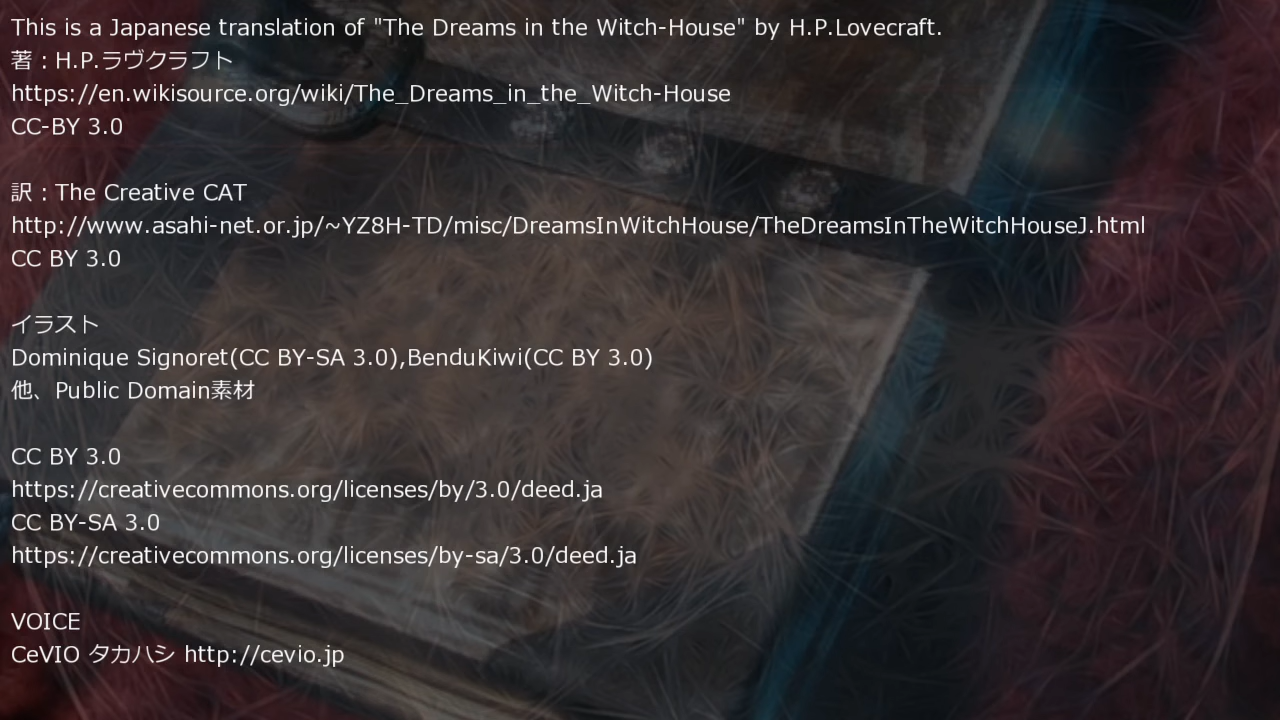 This is a Japanese translation of "The Dreams in the Witch-House" by H.P.Lovecraft.
著：H.P.ラヴクラフト
https://en.wikisource.org/wiki/The_Dreams_in_the_Witch-House
CC-BY 3.0
訳：The Creative CAT
http://www.asahi-net.or.jp/~YZ8H-TD/misc/DreamsInWitchHouse/TheDreamsInTheWitchHouseJ.html
CC BY 3.0
イラスト
Dominique Signoret(CC BY-SA 3.0),BenduKiwi(CC BY 3.0)
他、Public Domain素材
CC BY 3.0
https://creativecommons.org/licenses/by/3.0/deed.ja
CC BY-SA 3.0
https://creativecommons.org/licenses/by-sa/3.0/deed.ja
VOICE
CeVIO タカハシ http://cevio.jp